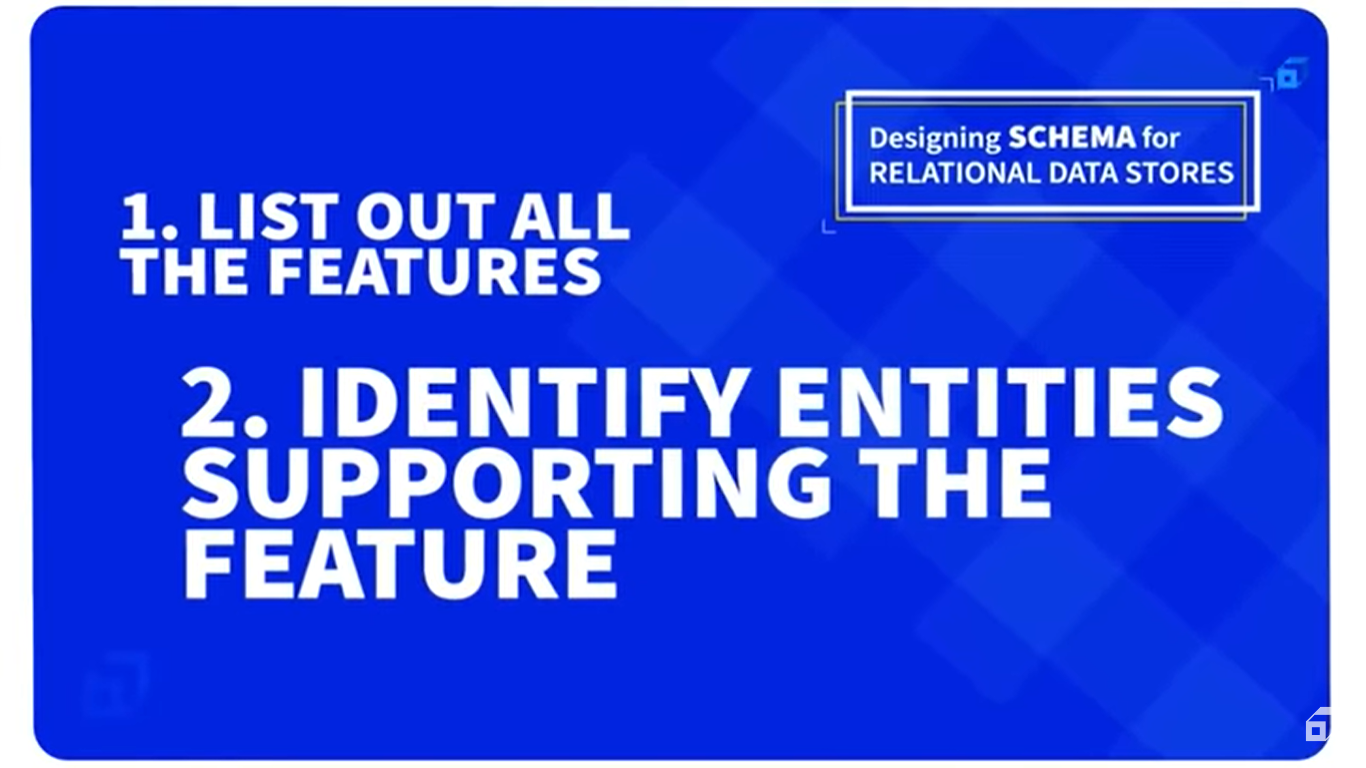 Designing SCHEMA for
RELATIONAL DATA STORES
1. LIST OUT ALL
THE FEATURES
2. IDENTIFY ENTITIES
SUPPORTING THE
FEATURE